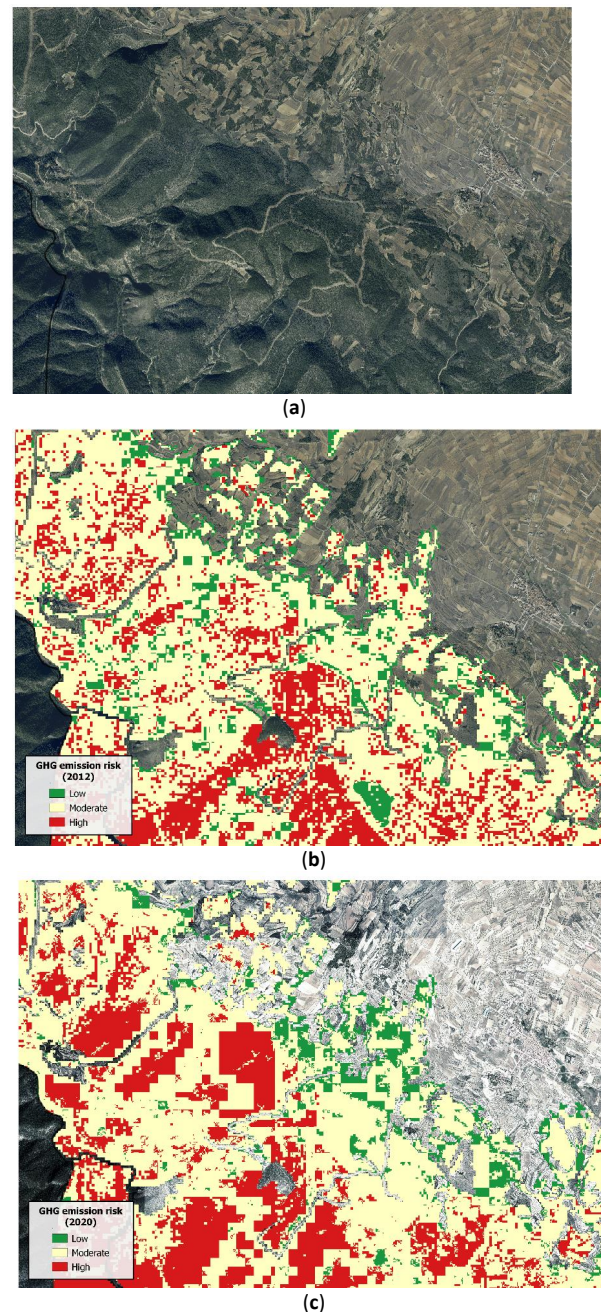 (a)
GHG emission risk
(2012)
Low
Moderate
High
(b)
GHG emission risk
(2020)
Low
Moderate
High
(c)